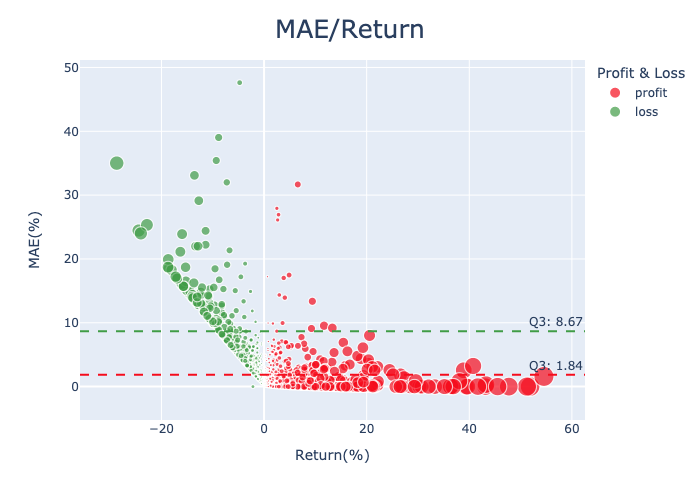 MAE/Return
Profit & Loss
profit
loss
MAE(%)
50
40
30
20
10
0
Q3: 8.67
Q3: 1.84
−20
0
20
40
60
Return(%)